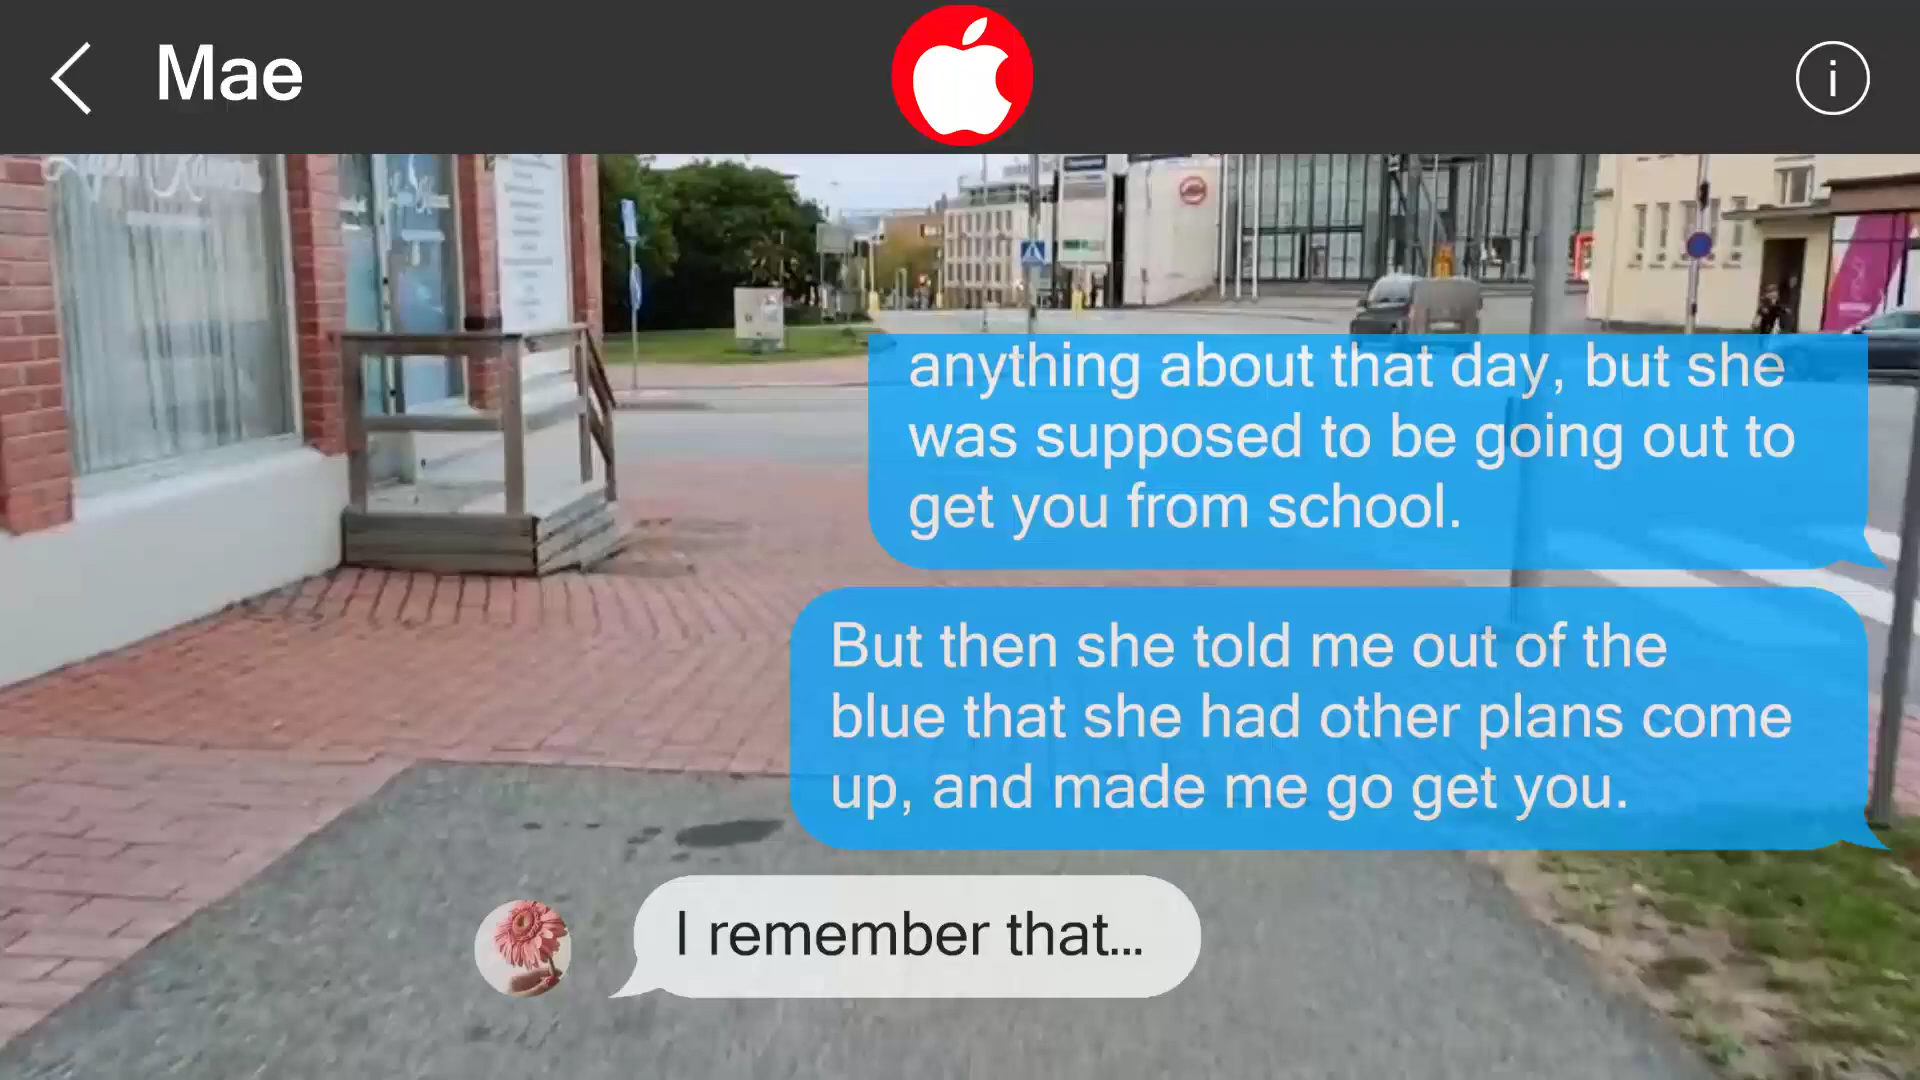 Mae
anything about that day, but she
was supposed to be going out to
get you from school.
But then she told me out of the
blue that she had other plans come
up, and made me go get you.
I remember that...